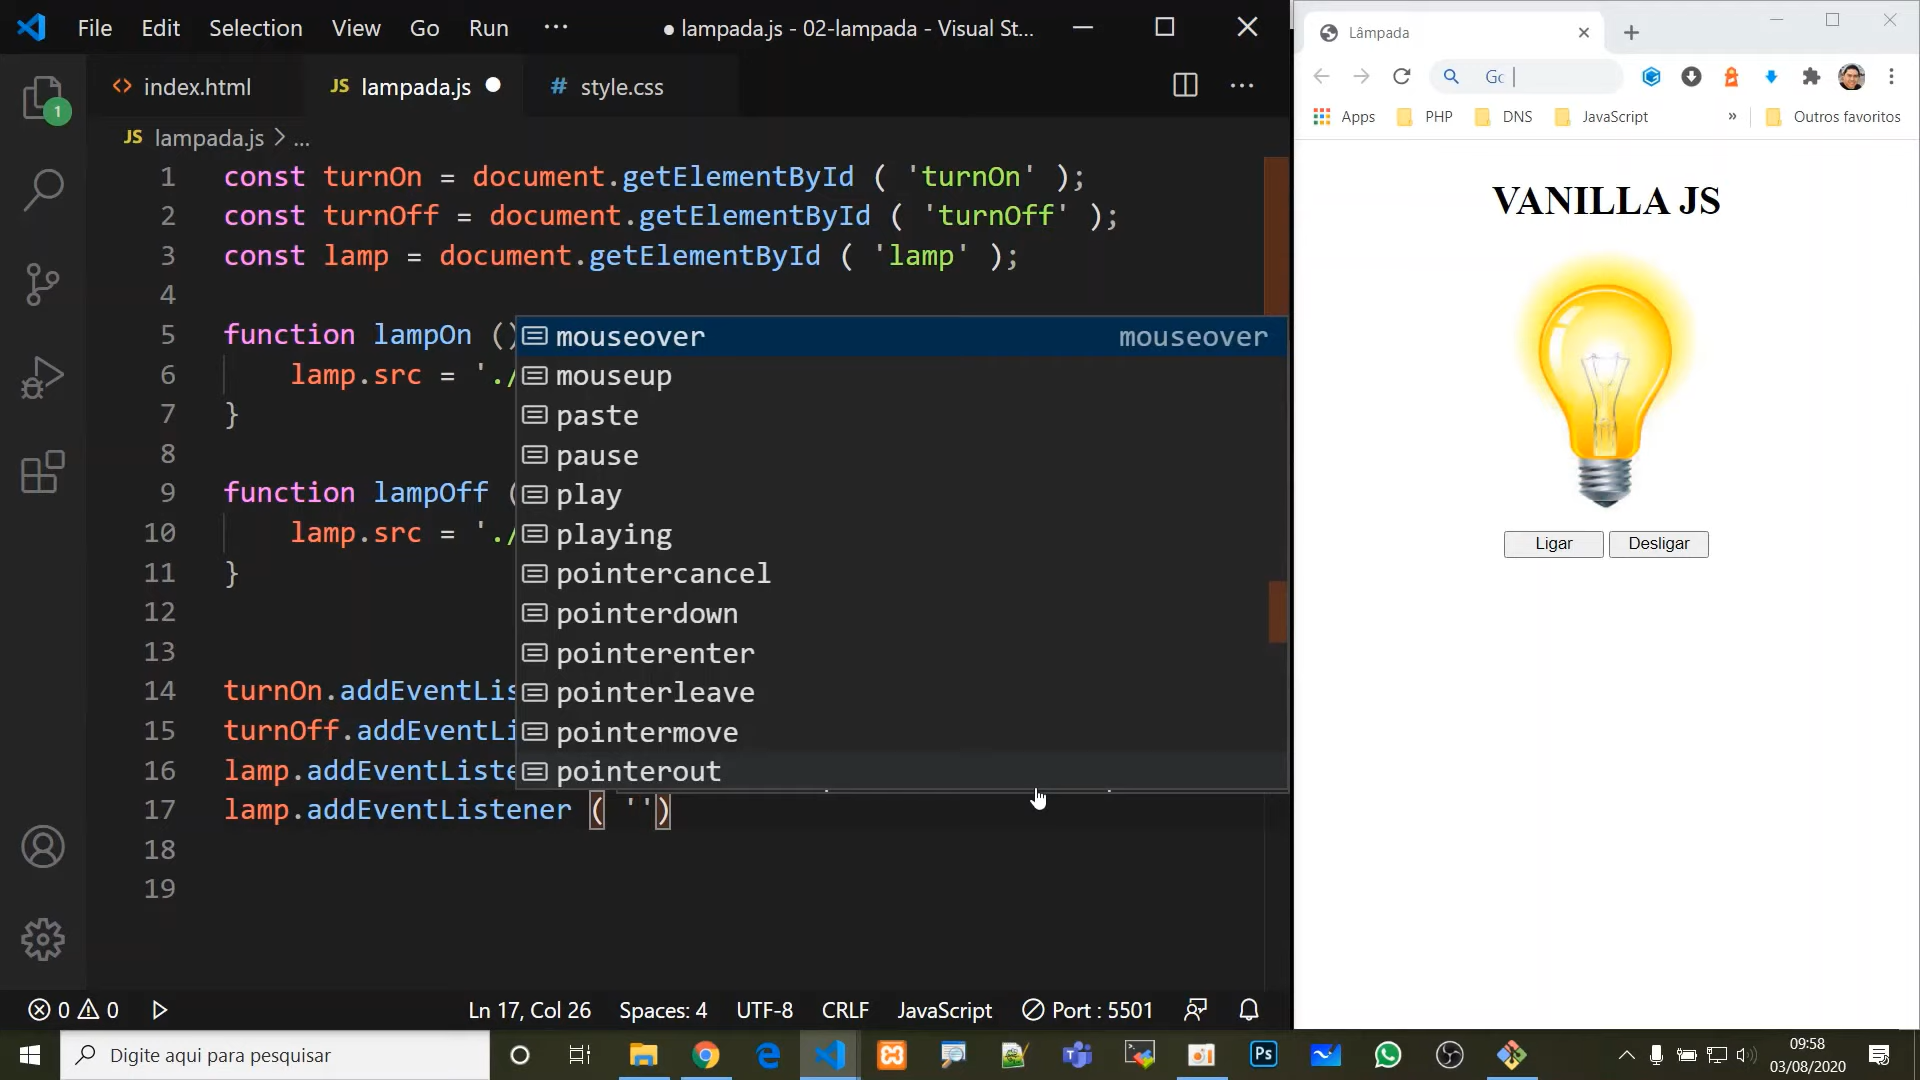 File Edit Selection View Go Run ··· ● lampada.js - 02-lampada - Visual St...
index.html JS lampada.js ● # style.css ···
1
JS lampada.js > ...
1 const turnOn = document.getElementById ( 'turnOn' );
2 const turnOff = document.getElementById ( 'turnOff' );
3 const lamp = document.getElementById ( 'lamp' );
4
5 function lampOn ()
6 lamp.src = './
7 }
8
9 function lampOff (
10 lamp.src = './
11 }
12
13
14 turnOn.addEventLis
15 turnOff.addEventLi
16 lamp.addEventListe
17 lamp.addEventListener ( '')
18
19
mouseover mouseover
mouseup
paste
pause
play
playing
pointercancel
pointerdown
pointerenter
pointerleave
pointermove
pointerout
0 0 Ln 17, Col 26 Spaces: 4 UTF-8 CRLF JavaScript Port : 5501
Lâmpada
Apps PHP DNS JavaScript » Outros favoritos
VANILLA JS
Ligar Desligar
Digite aqui para pesquisar
Ps
09:58
03/08/2020